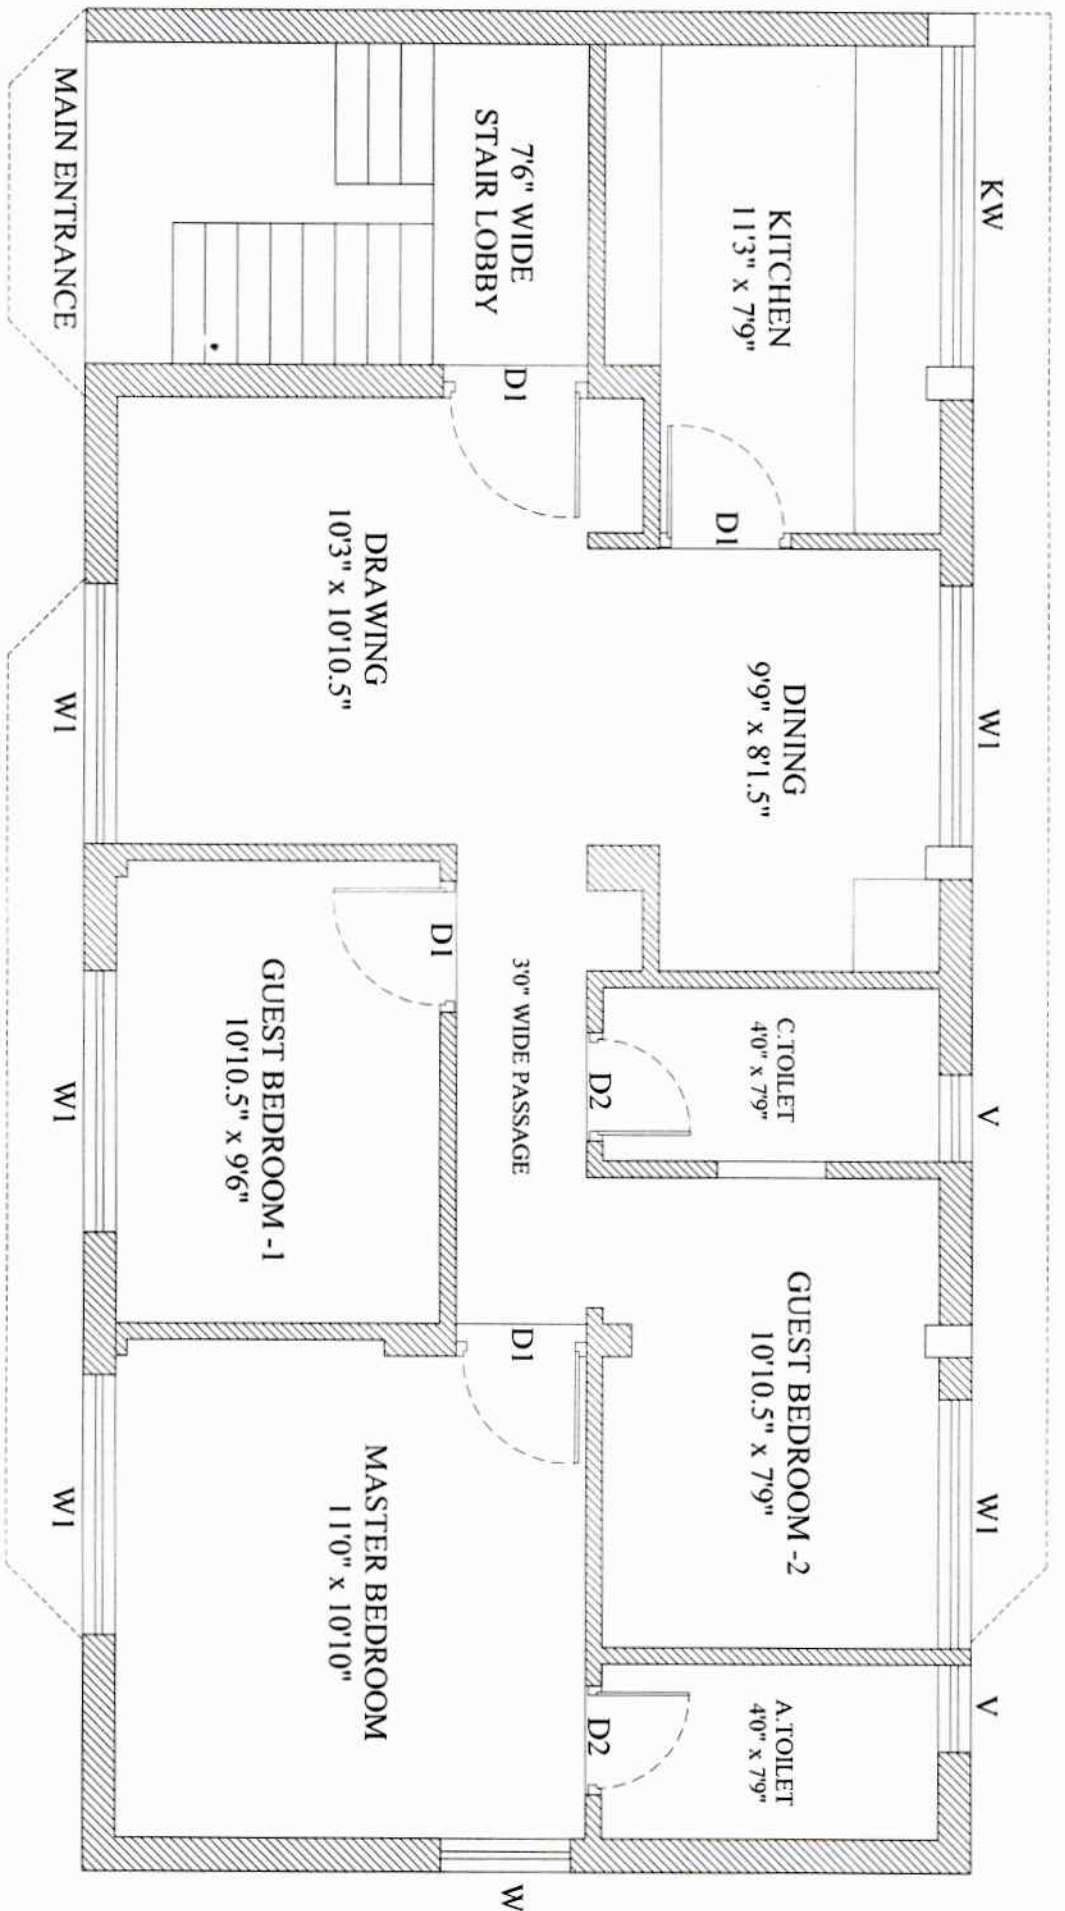 KW
W1
V
W1
V
KITCHEN
11'3" x 7'9"
DINING
9'9" x 8'1.5"
C.TOILET
4'0" x 7'9"
GUEST BEDROOM -2
10'10.5" x 7'9"
A.TOILET
4'0" x 7'9"
D1
D2
D2
7'6" WIDE
STAIR LOBBY
D1
3'0" WIDE PASSAGE
D1
W
D1
DRAWING
10'3" x 10'10.5"
GUEST BEDROOM -1
10'10.5" x 9'6"
MASTER BEDROOM
11'0" x 10'10"
MAIN ENTRANCE
W1
W1
W1